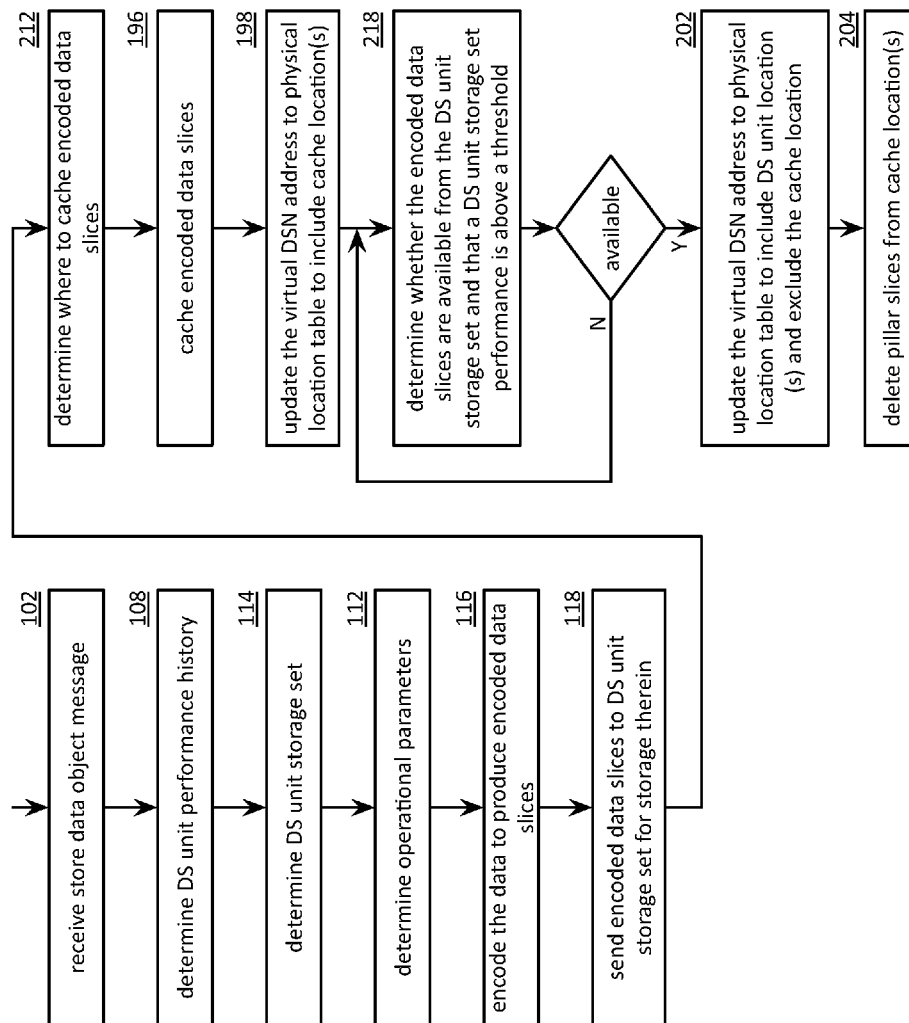 102
receive store data object message
108
determine DS unit performance history
114
determine DS unit storage set
112
determine operational parameters
116
encode the data to produce encoded data
slices
118
send encoded data slices to DS unit
storage set for storage therein
212
determine where to cache encoded data
slices
196
cache encoded data slices
198
update the virtual DSN address to physical
location table to include cache location(s)
218
determine whether the encoded data
slices are available from the DS unit
storage set and that a DS unit storage set
performance is above a threshold
available
N
Y
202
update the virtual DSN address to physical
location table to include DS unit location
(s) and exclude the cache location(s)
204
delete pillar slices from cache location(s)